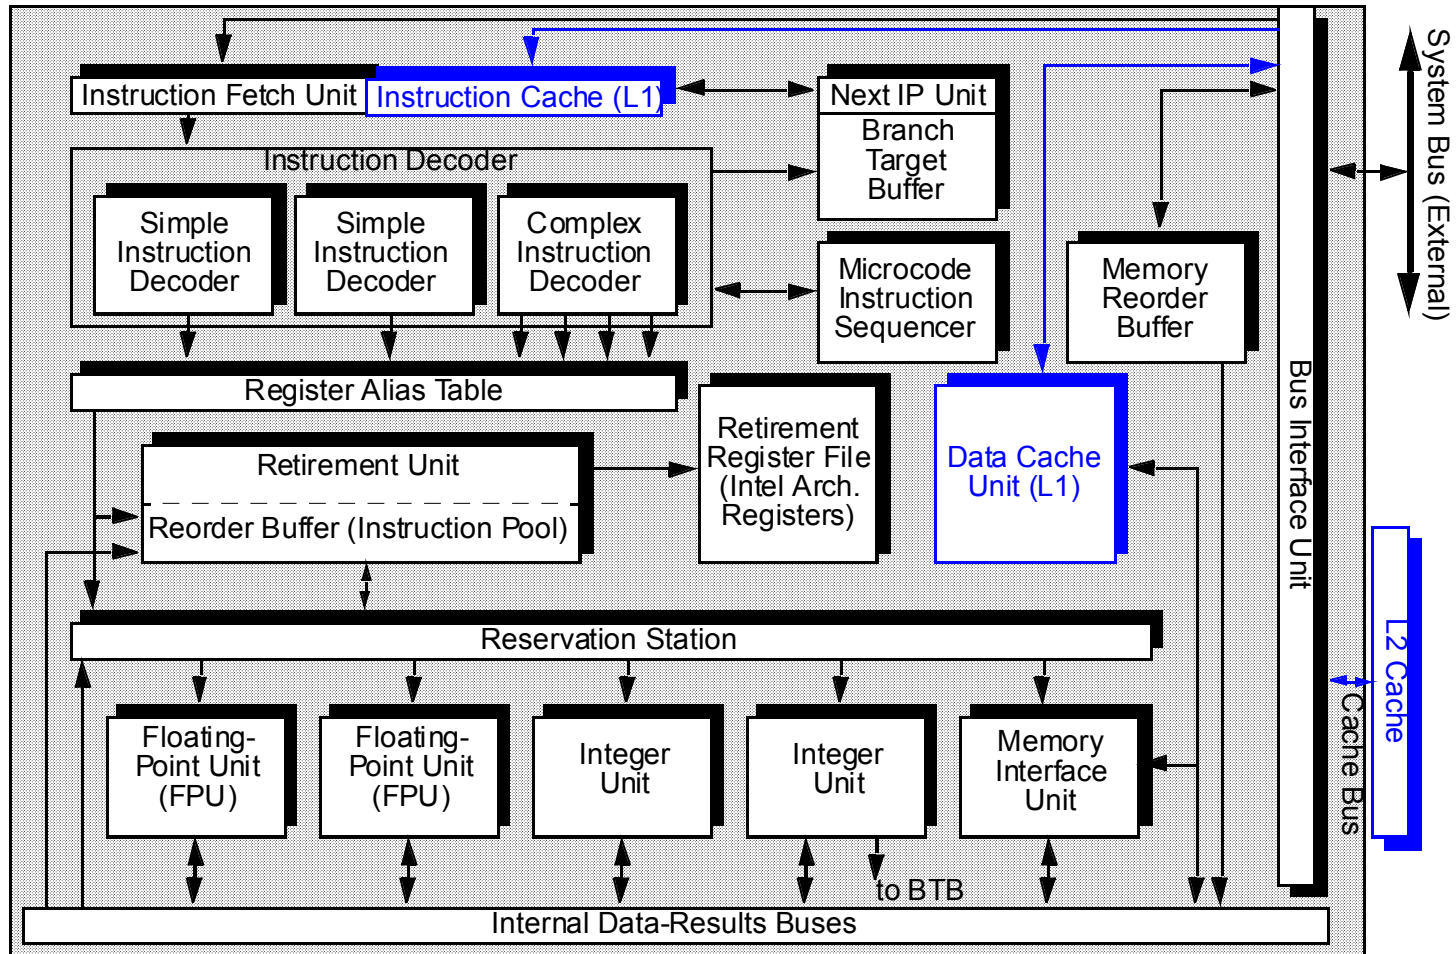 Instruction Fetch Unit
Instruction Cache (L1)
Next IP Unit
Branch
Target
Buffer
Instruction Decoder
Simple
Instruction
Decoder
Simple
Instruction
Decoder
Complex
Instruction
Decoder
Microcode
Instruction
Sequencer
Memory
Reorder
Buffer
System Bus (External)
Register Alias Table
Bus Interface Unit
Retirement Unit
Reorder Buffer (Instruction Pool)
Retirement
Register File
(Intel Arch.
Registers)
Data Cache
Unit (L1)
Reservation Station
L2 Cache
Cache Bus
Floating-
Point Unit
(FPU)
Floating-
Point Unit
(FPU)
Integer
Unit
Integer
Unit
Memory
Interface
Unit
to BTB
Internal Data-Results Buses